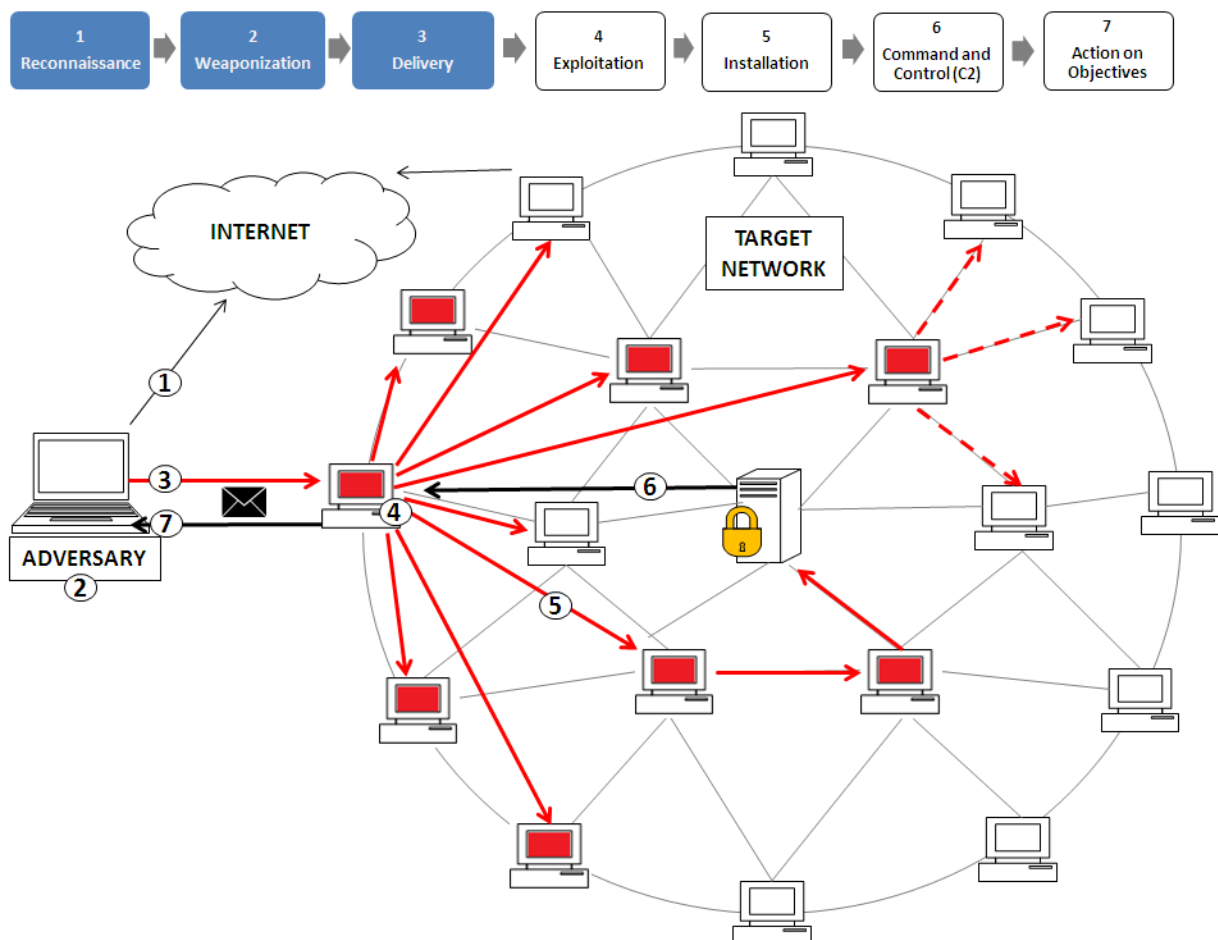 1
Reconnaissance
2
Weaponization
3
Delivery
4
Exploitation
5
Installation
6
Command and
Control (C2)
7
Action on
Objectives
INTERNET
TARGET
NETWORK
1
3
6
4
7
ADVERSARY
2
5
8